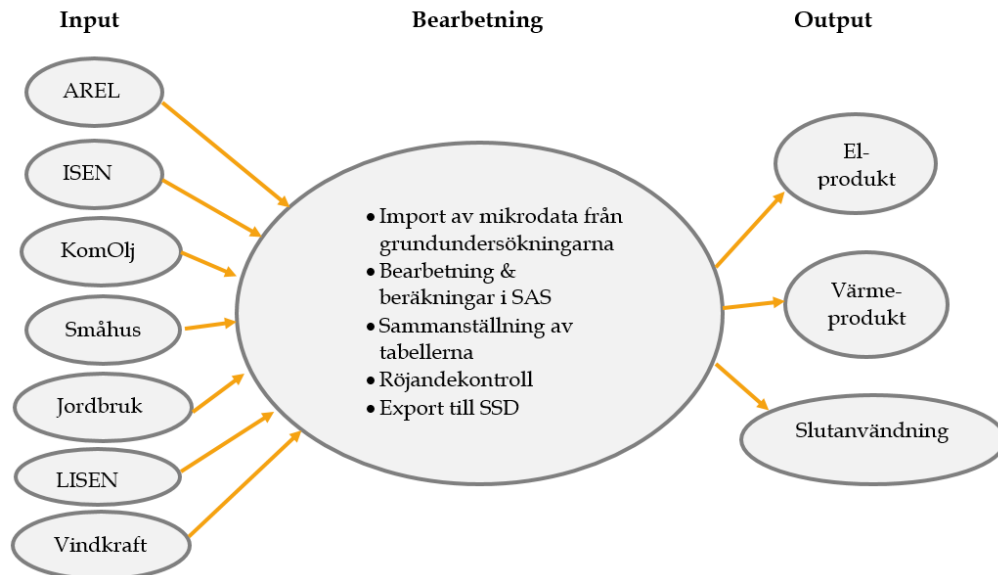 Input
Bearbetning
Output
AREL
ISEN
KomOlj
Småhus
Jordbruk
LISEN
Vindkraft
• Import av mikrodata från
grundundersökningarna
• Bearbetning &
beräkningar i SAS
• Sammanställning av
tabellerna
• Röjandekontroll
• Export till SSD
El-
produkt
Värme-
produkt
Slutanvändning